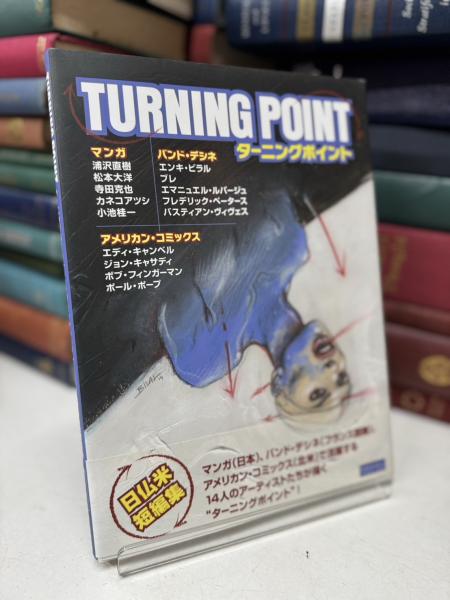 TURNING POINT
ターニングポイント
マンガ
浦沢直樹
松本大洋
寺田克也
カネコアツシ
小池桂一
バンド・デシネ
エンキ・ビラル
ブレ
エマニュエル・ルパージュ
フレデリック・ペータース
バスティアン・ヴィヴェス
アメリカン・コミックス
エディ・キャンベル
ジョン・キャサディ
ボブ・フィンガーマン
ポール・ポープ
BILAL
日仏米
短編集
マンガ(日本)、バンド・デシネ(フランス語圏)、
アメリカン・コミックス(北米)で活躍する
14人のアーティストたちが描く
“ターニングポイント”!